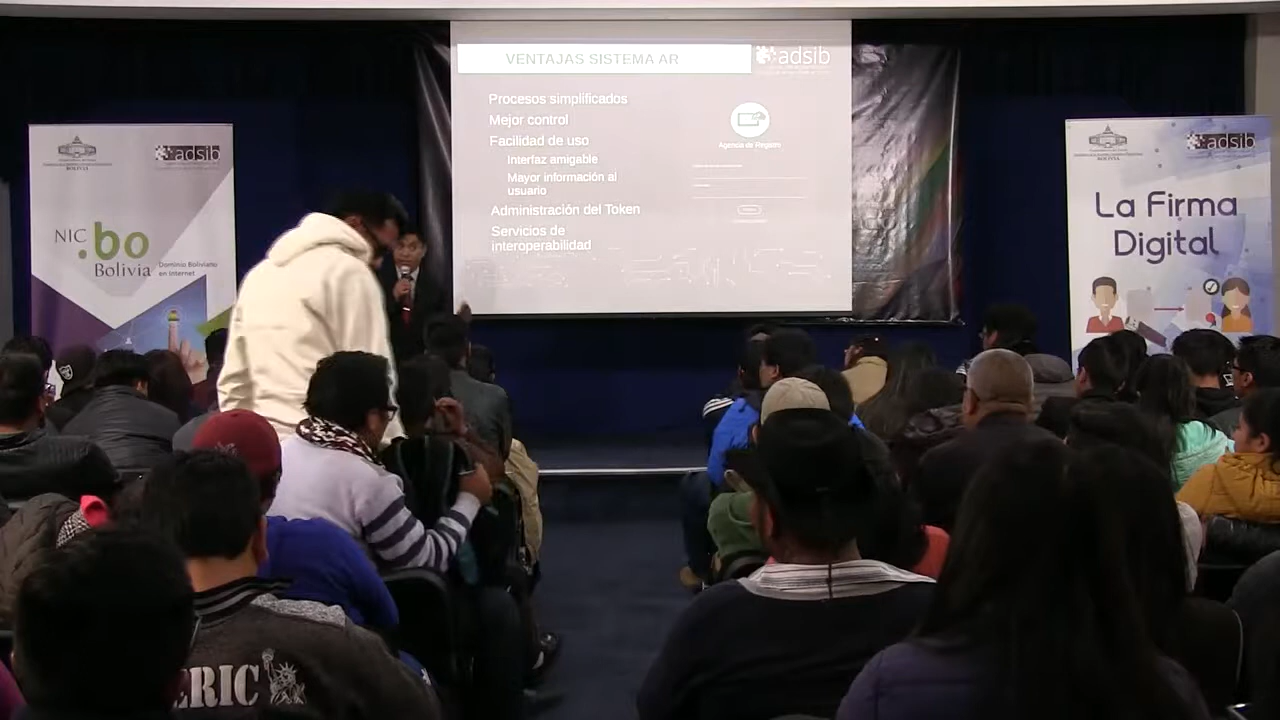 VENTAJAS SISTEMA AR
adsib
Procesos simplificados
Mejor control
Facilidad de uso
Interfaz amigable
Mayor información al
usuario
Administración del Token
Servicios de
interoperabilidad
Agencia de Registro
BOLIVIA
adsib
NIC
.bo
Bolivia
Dominio Boliviano
en Internet
BOLIVIA
adsib
La Firma
Digital
ERIC